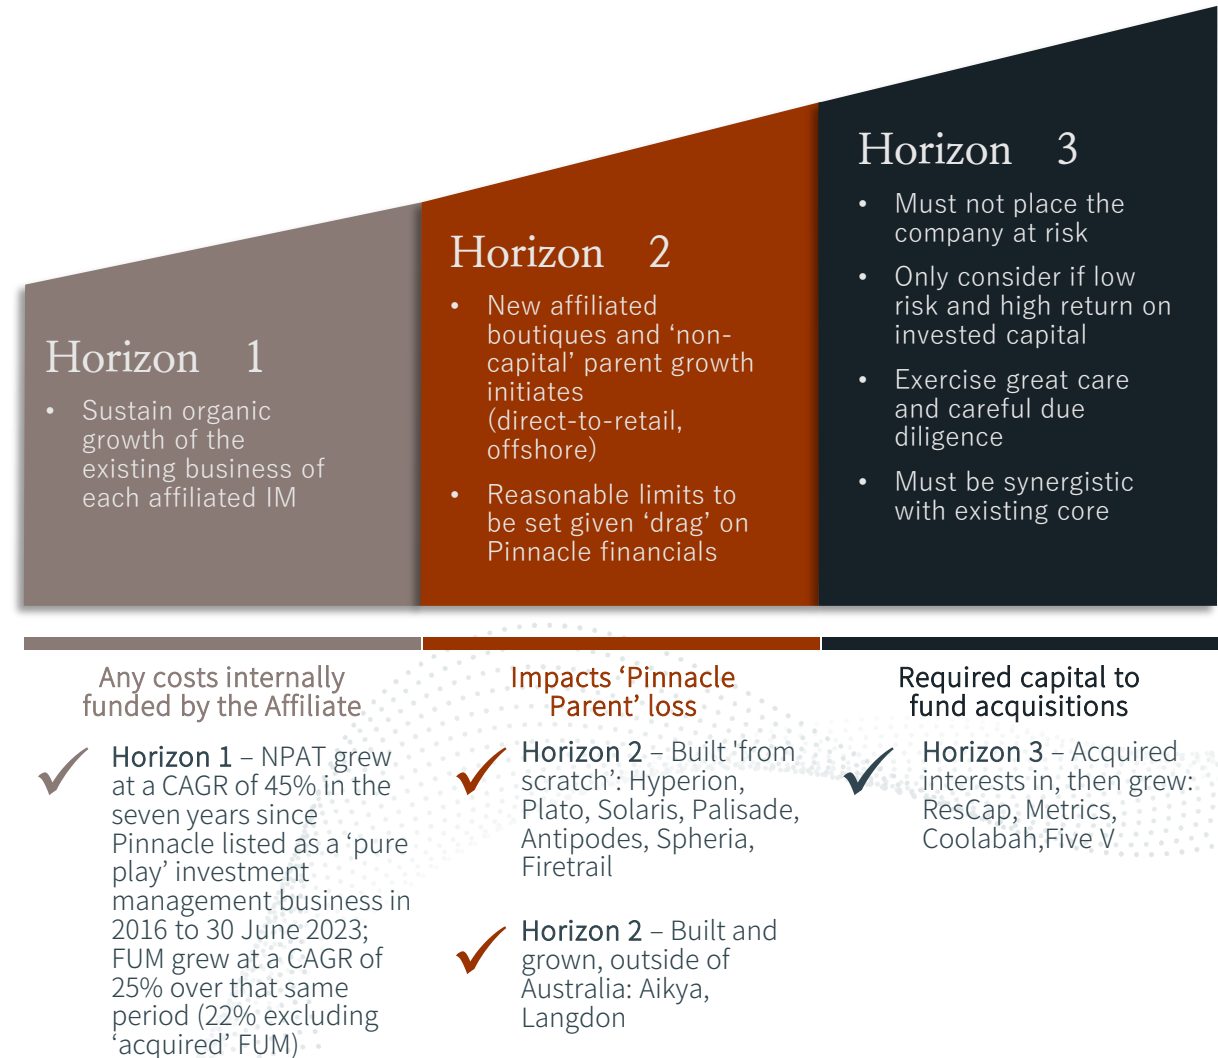 Horizon 1
• Sustain organic
growth of the
existing business of
each affiliated IM
Horizon 2
• New affiliated
boutiques and ‘non-
capital’ parent growth
initiates
(direct-to-retail,
offshore)
• Reasonable limits to
be set given ‘drag’ on
Pinnacle financials
Horizon 3
• Must not place the
company at risk
• Only consider if low
risk and high return on
invested capital
• Exercise great care
and careful due
diligence
• Must be synergistic
with existing core
Any costs internally
funded by the Affiliate
Horizon 1 – NPAT grew
at a CAGR of 45% in the
seven years since
Pinnacle listed as a ‘pure
play’ investment
management business in
2016 to 30 June 2023;
FUM grew at a CAGR of
25% over that same
period (22% excluding
‘acquired’ FUM)
Impacts ‘Pinnacle
Parent’ loss
Horizon 2 – Built 'from
scratch’: Hyperion,
Plato, Solaris, Palisade,
Antipodes, Spheria,
Firetrail
Horizon 2 – Built and
grown, outside of
Australia: Aikya,
Langdon
Required capital to
fund acquisitions
Horizon 3 – Acquired
interests in, then grew:
ResCap, Metrics,
Coolabah,Five V